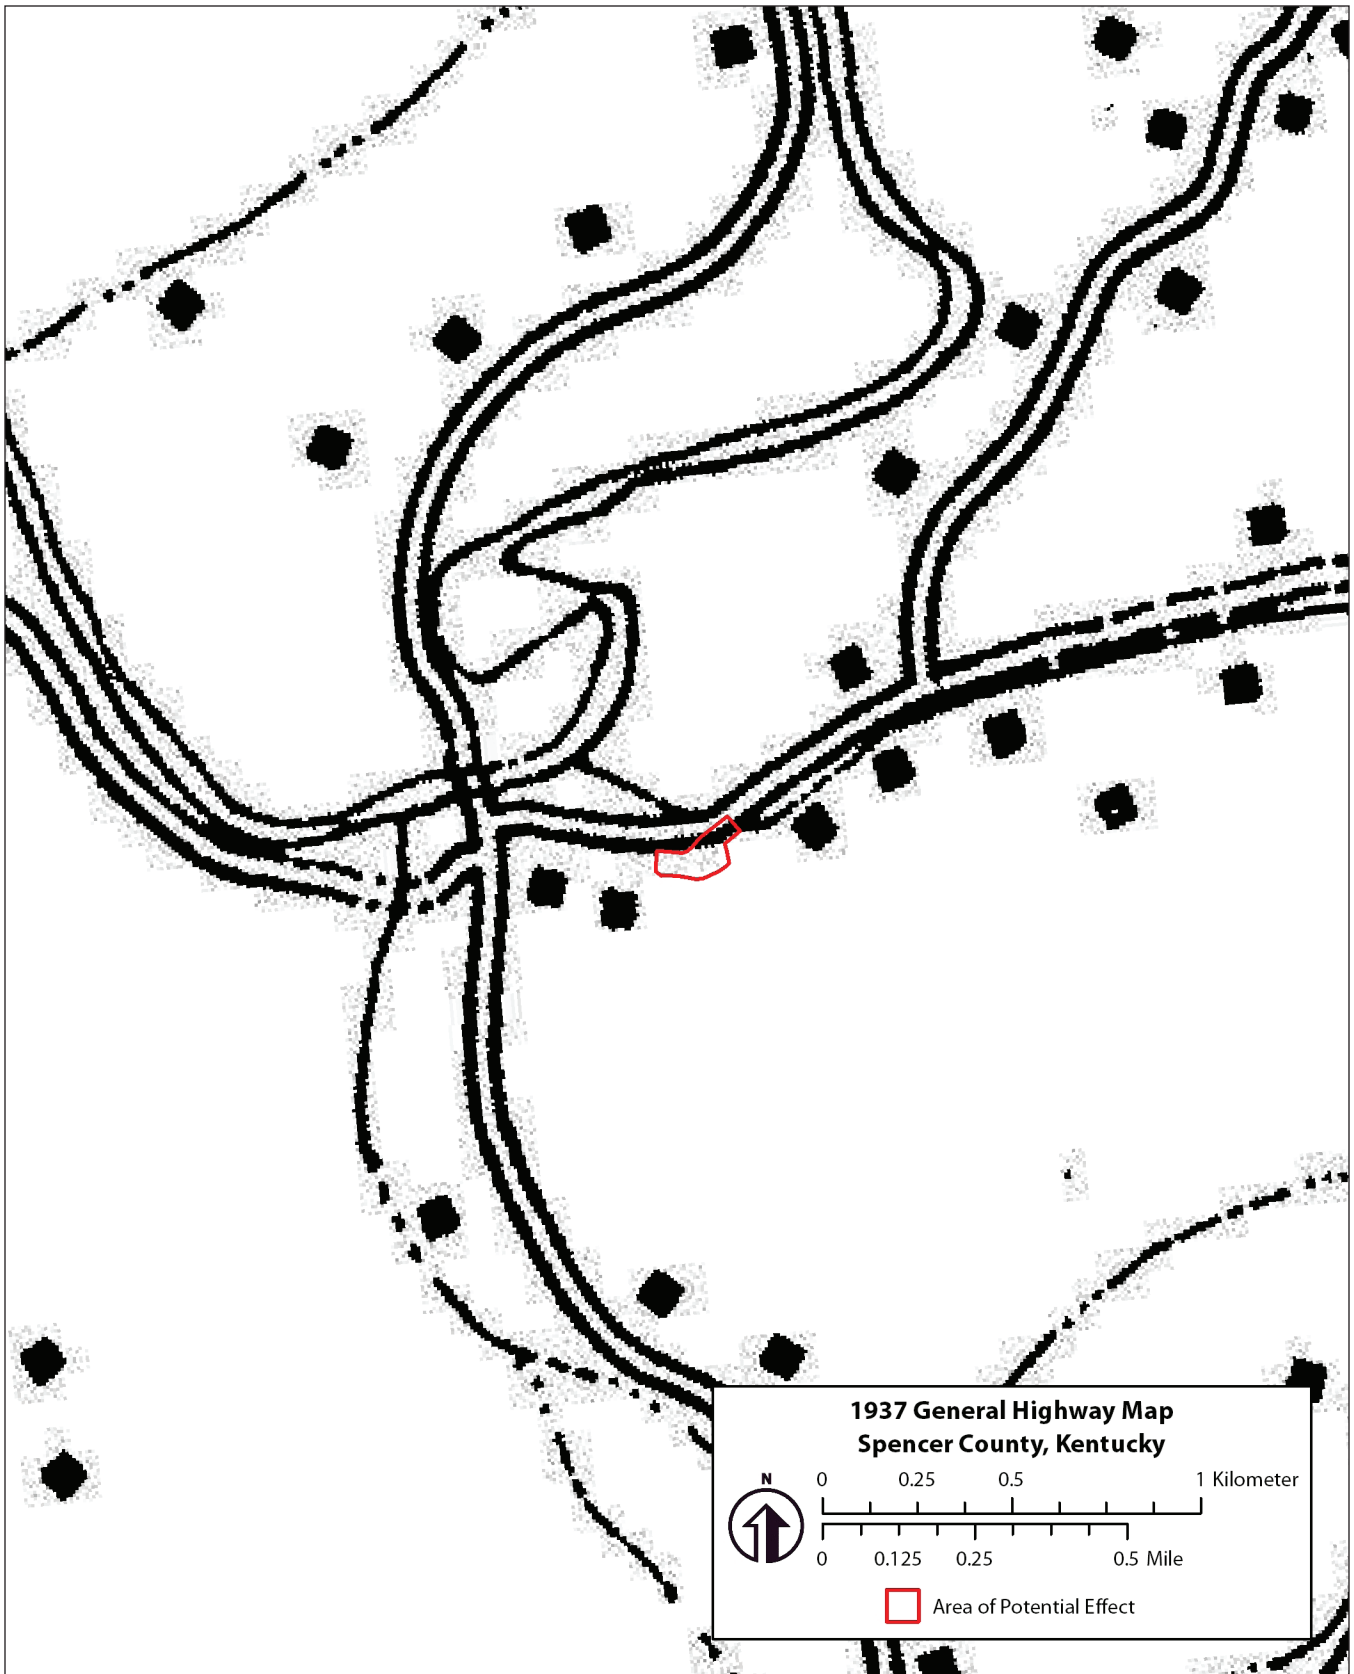 1937 General Highway Map
Spencer County, Kentucky
N
0 0.25 0.5 1 Kilometer
0 0.125 0.25 0.5 Mile
Area of Potential Effect